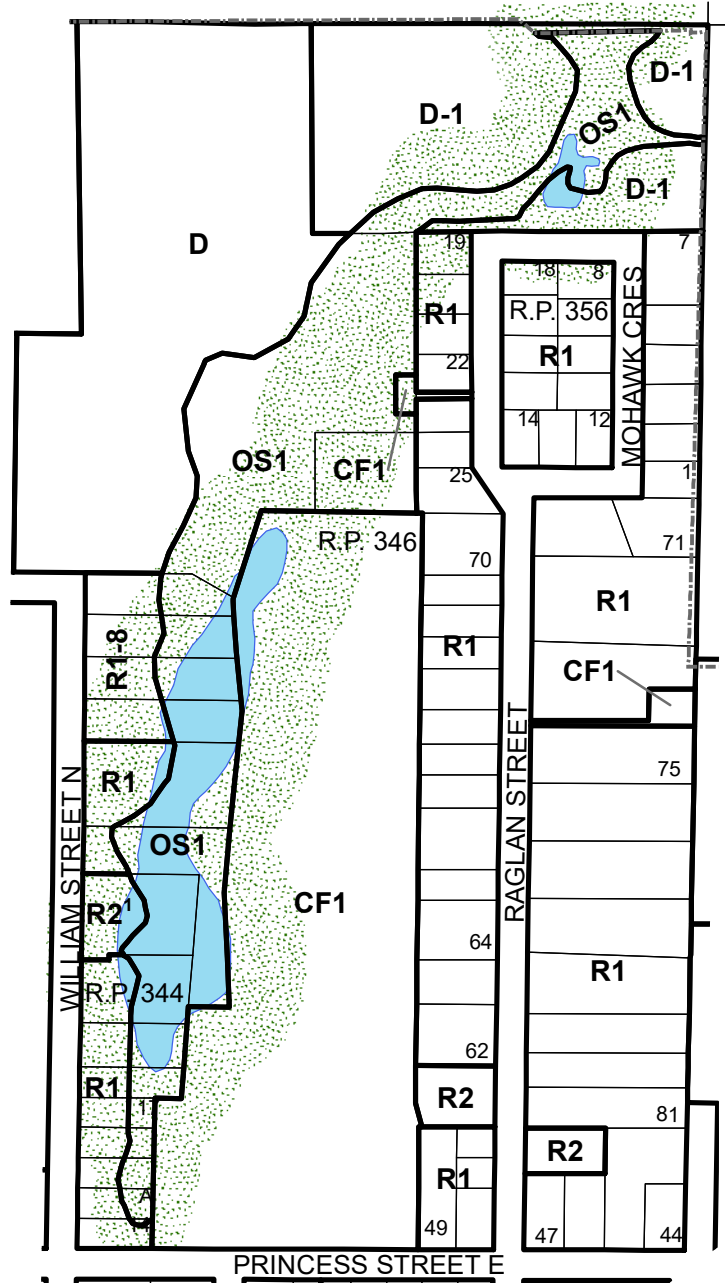 D-1
D-1
OS1
D-1
D
19
7
18
8
R.P. 356
R1
R1
22
MOHAWK CRES
14
12
OS1
CF1
25
1
R.P. 346
70
71
R1
R1-8
R1
CF1
R1
75
WILLIAM STREET N
RAGLAN STREET
OS1
R2¹
CF1
64
R1
R.P. 344
62
R1
R2
81
R2
R1
A
49
47
44
PRINCESS STREET E